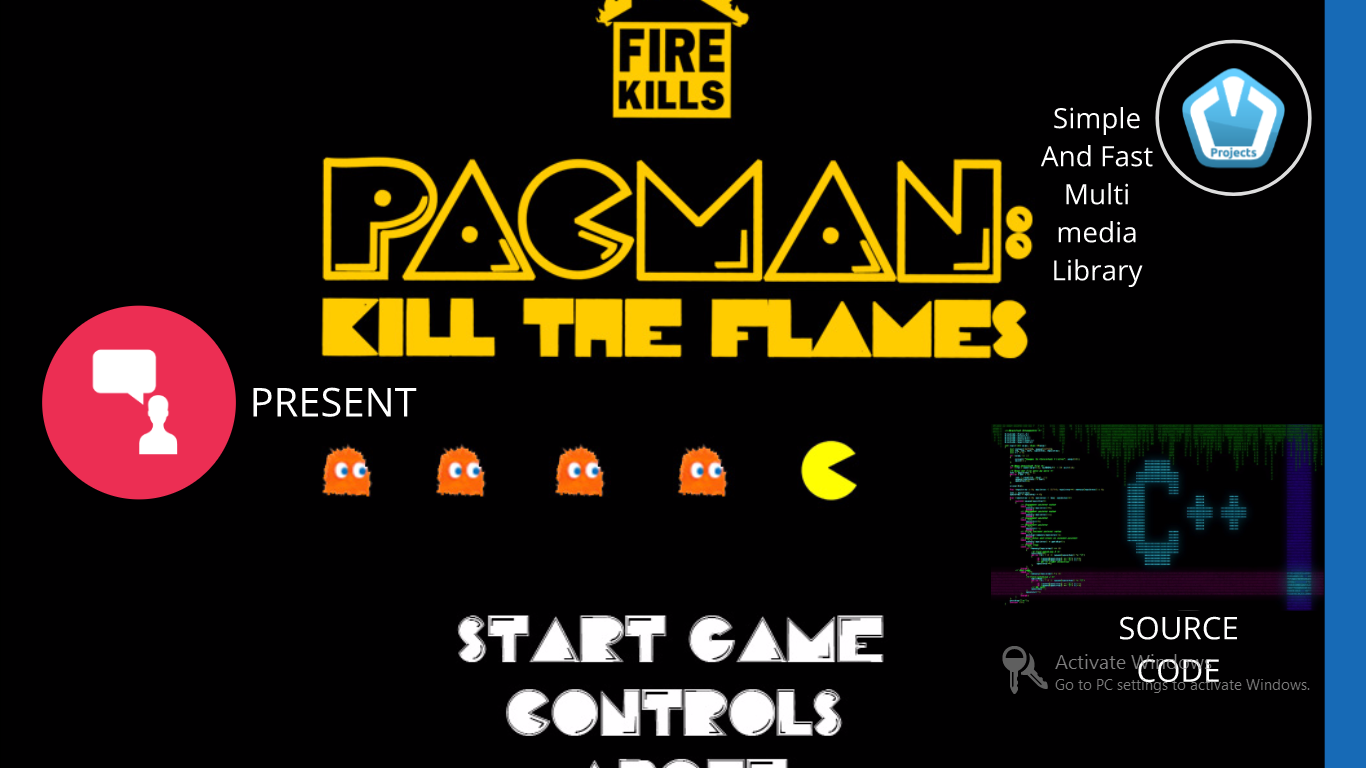 FIRE
KILLS
Simple
And Fast
Multi
media
Library
Projects
PACMAN:
KILL THE FLAMES
PRESENT
C++
START GAME
SOURCE
CODE
Activate Windows
Go to PC settings to activate Windows.
CONTROLS